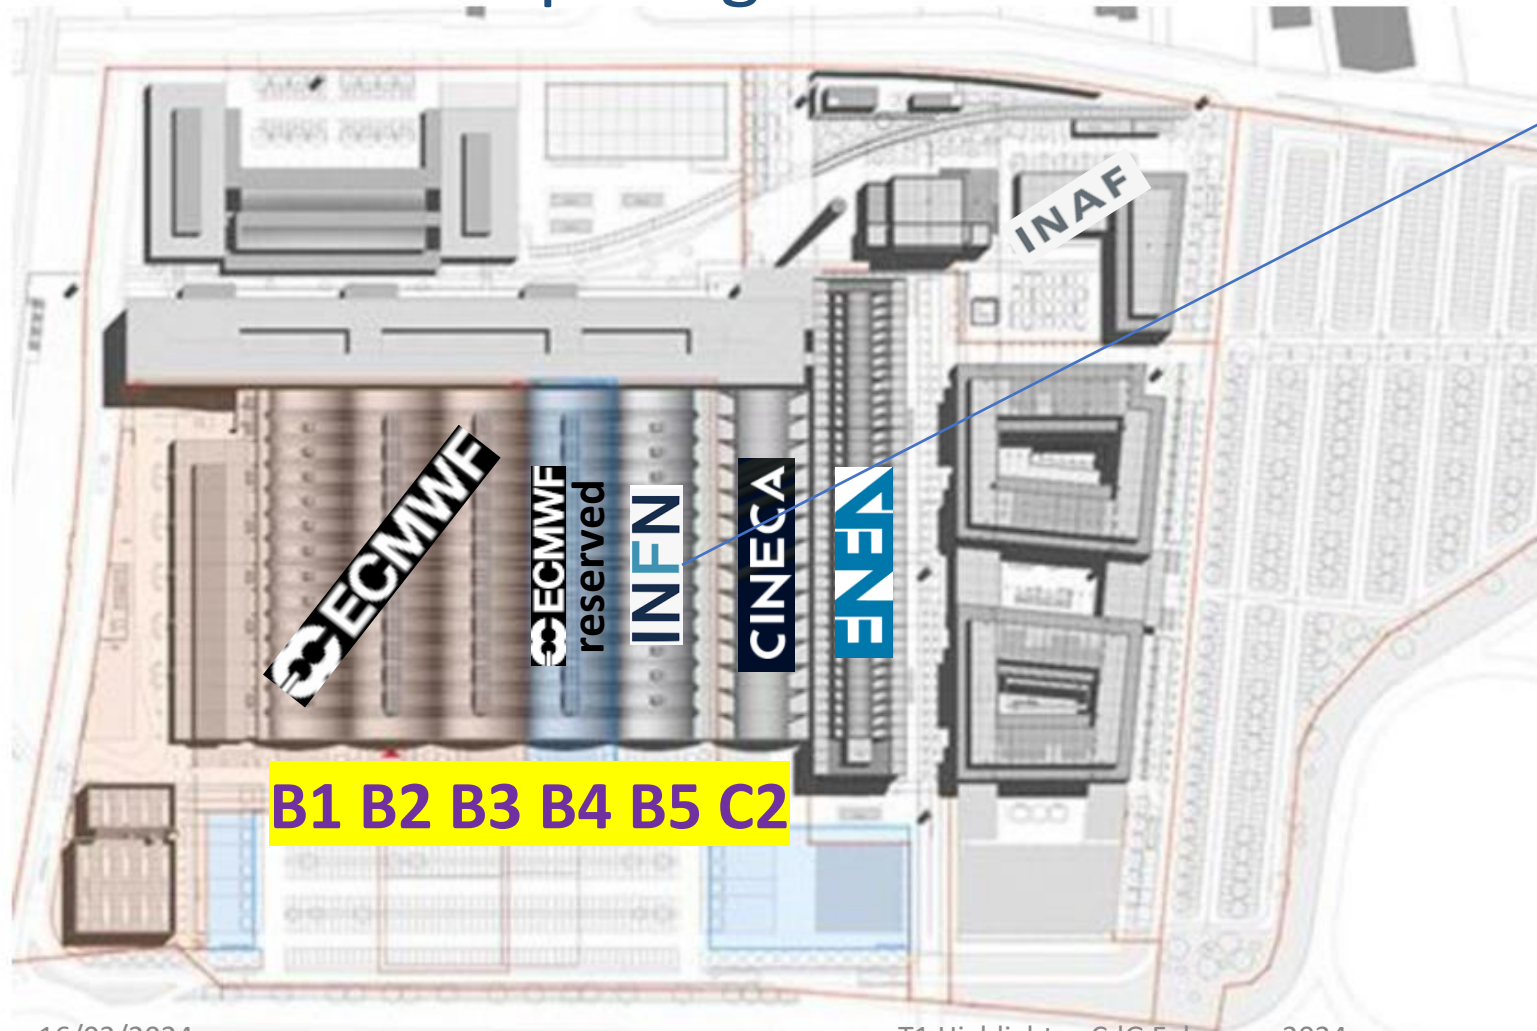 INAF
ECMWF
ECMWF
reserved
INFN
CINECA
ENEA
B1 B2 B3 B4 B5 C2